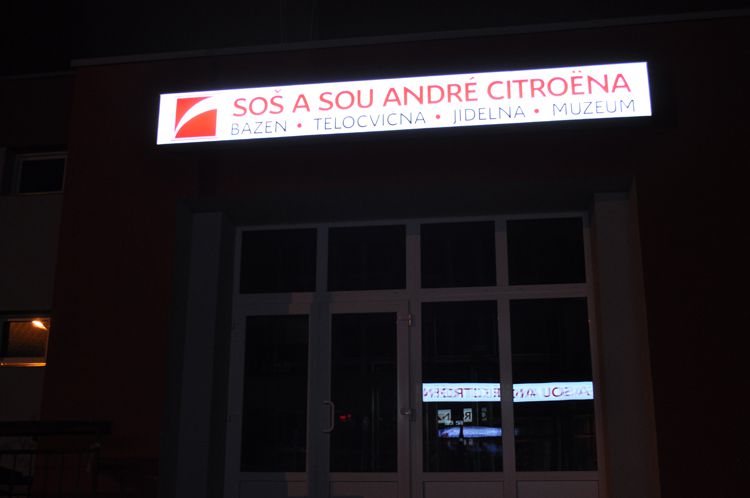 SOŠ A SOU ANDRÉ CITROËNA
BAZÉN • TĚLOCVIČNA • JÍDELNA • MUZEUM